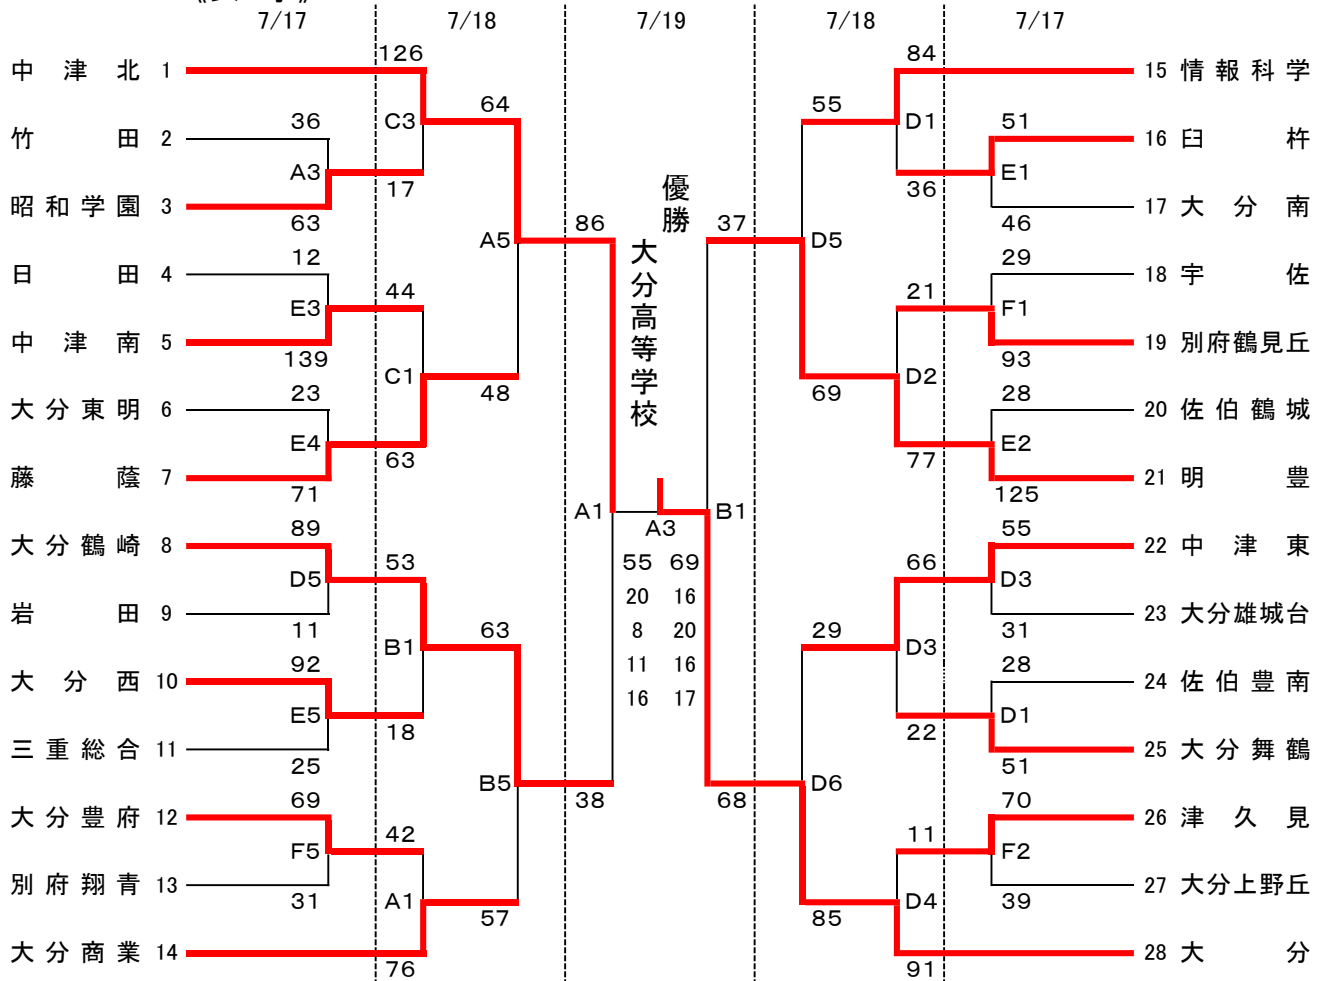 7/17 7/18 7/19 7/18 7/17
中津北 1
竹田 2
昭和学園 3
日田 4
中津南 5
大分東明 6
藤蔭 7
大分鶴崎 8
岩田 9
大分西 10
三重総合 11
大分豊府 12
別府翔青 13
大分商業 14
36
A3
63
12
E3
139
23
E4
71
89
D5
11
92
E5
25
69
F5
31
126
C3
17
44
C1
63
53
B1
18
42
A1
76
64
A5
48
63
B5
57
86
A1
38
優勝
大分高等学校
A3
55 69
20 16
8 20
11 16
16 17
37
B1
68
55
D5
69
29
D6
85
84
D1
36
21
D2
77
66
D3
22
11
D4
91
51
E1
46
29
F1
93
28
E2
125
55
D3
31
28
D1
51
70
F2
39
15 情報科学
16 臼杵
17 大分南
18 宇佐
19 別府鶴見丘
20 佐伯鶴城
21 明豊
22 中津東
23 大分雄城台
24 佐伯豊南
25 大分舞鶴
26 津久見
27 大分上野丘
28 大分